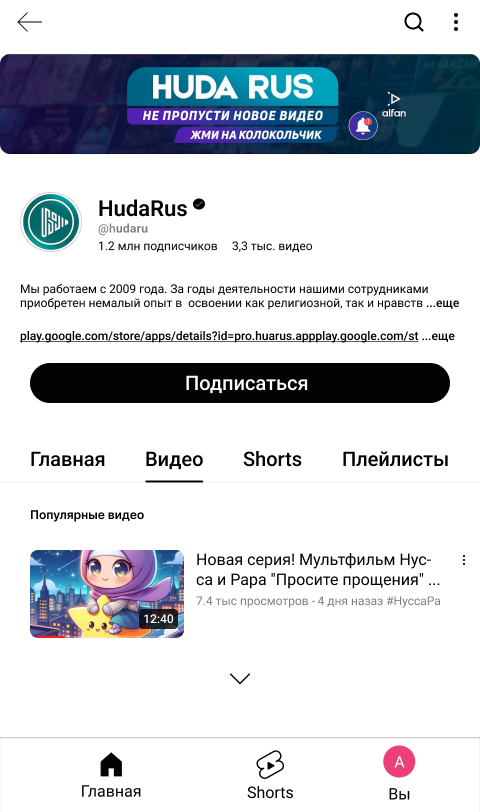 HUDA RUS
НЕ ПРОПУСТИ НОВОЕ ВИДЕО
ЖМИ НА КОЛОКОЛЬЧИК
alfan
HudaRus
@hudaru
1.2 млн подписчиков 3,3 тыс. видео
Мы работаем с 2009 года. За годы деятельности нашими сотрудниками
приобретен немалый опыт в освоении как религиозной, так и нравств ...еще
play.google.com/store/apps/details?id=pro.huarus.appplay.google.com/st ...еще
Подписаться
Главная Видео Shorts Плейлисты
Популярные видео
Новая серия! Мультфильм Нус-
са и Рара "Просите прощения" ...
7.4 тыс просмотров · 4 дня назаз #НуссаРа
12:40
Главная Shorts Вы
А